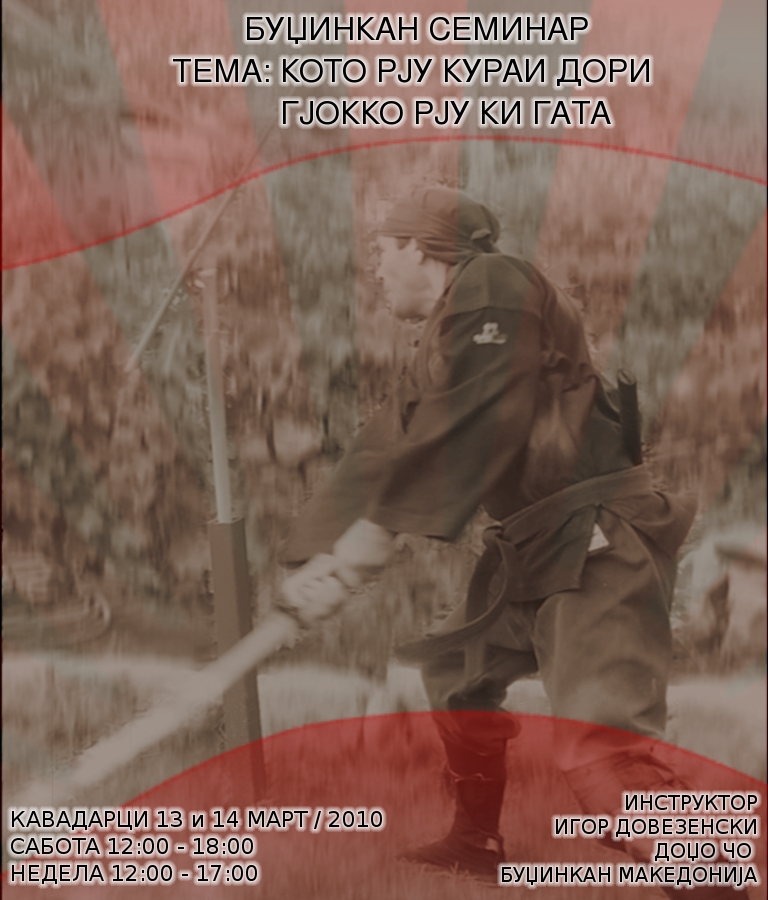 БУЏИНКАН СЕМИНАР
ТЕМА: КОТО РЈУ КУРАИ ДОРИ
ГЈОККО РЈУ КИ ГАТА
КАВАДАРЦИ 13 и 14 МАРТ / 2010
САБОТА 12:00 - 18:00
НЕДЕЛА 12:00 - 17:00
ИНСТРУКТОР
ИГОР ДОВЕЗЕНСКИ
ДОЏО ЧО
БУЏИНКАН МАКЕДОНИЈА